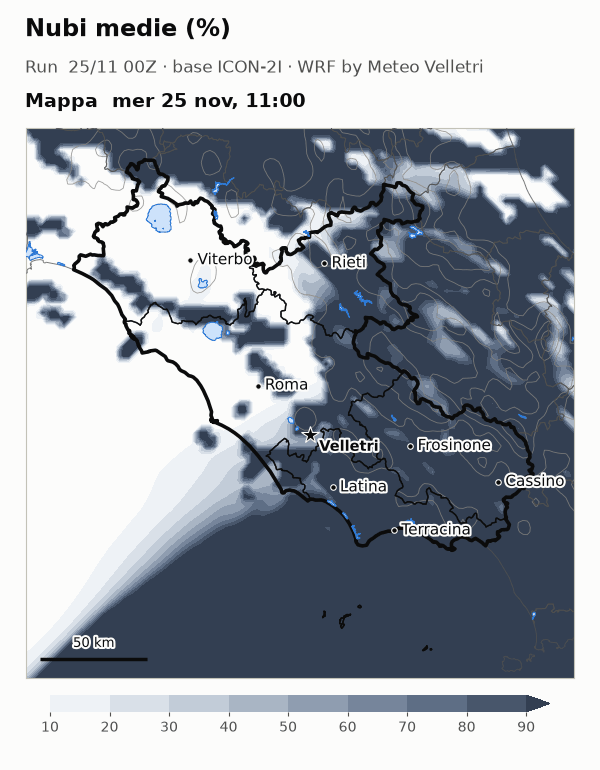 Nubi medie (%)
Run 25/11 00Z · base ICON-2I · WRF by Meteo Velletri
Mappa mer 25 nov, 11:00
Viterbo
Rieti
Roma
Velletri
Frosinone
Latina
Cassino
Terracina
50 km
10 20 30 40 50 60 70 80 90